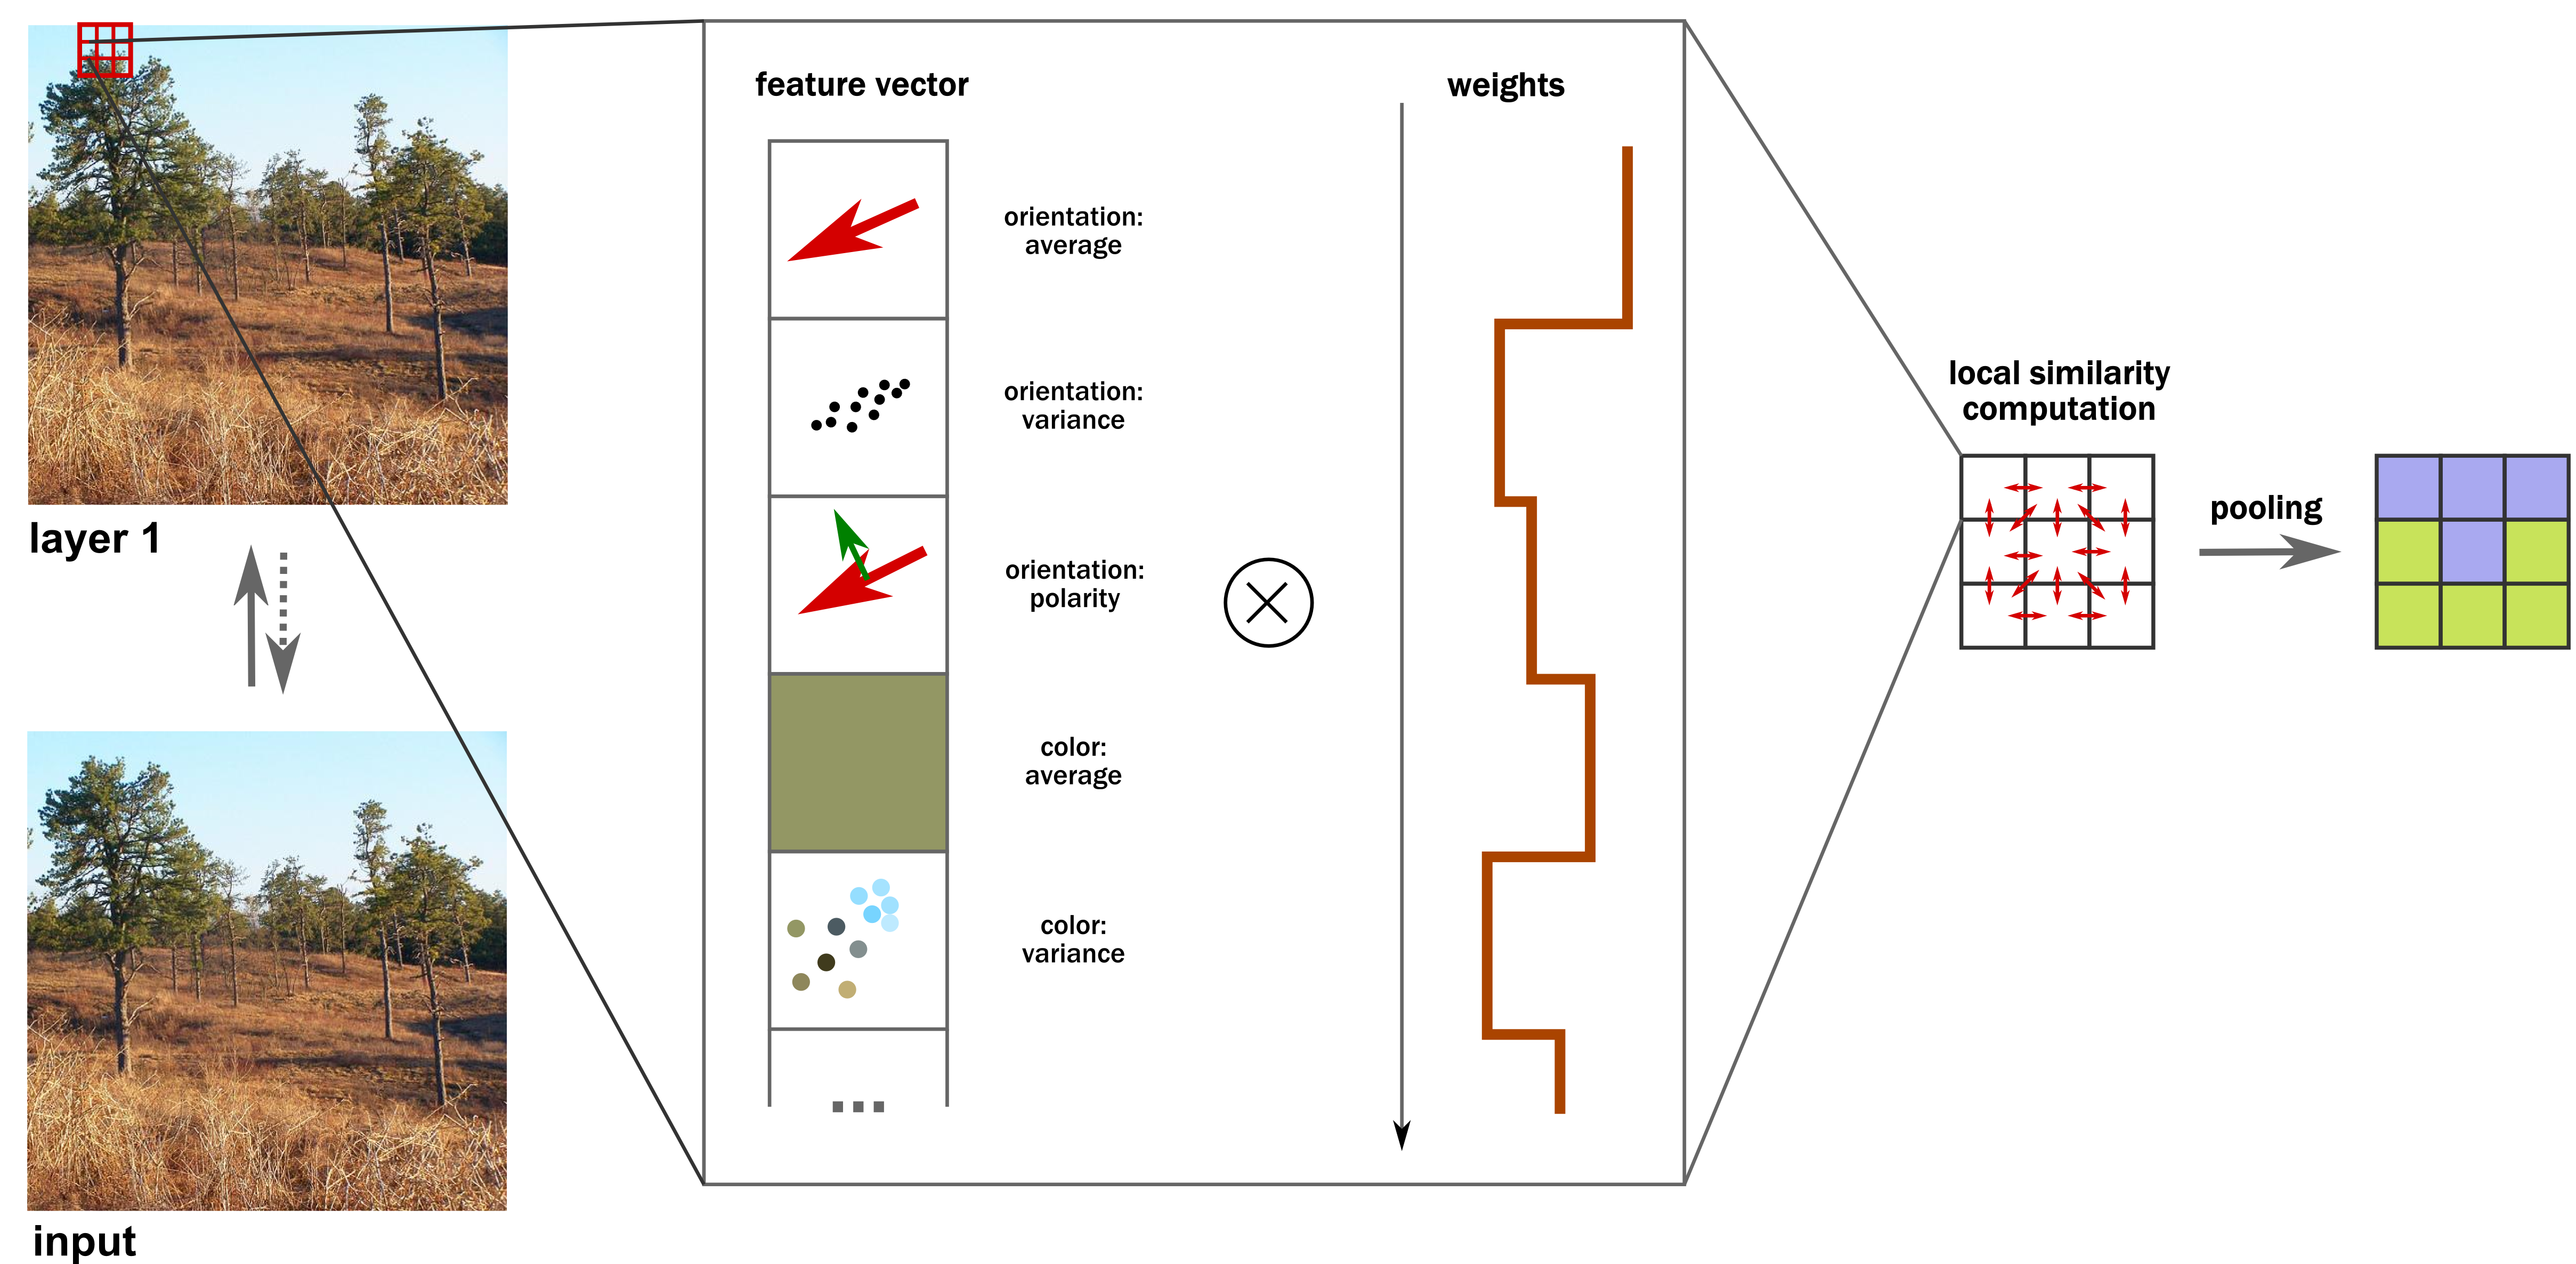 layer 1
input
feature vector
weights
orientation:
average
orientation:
variance
orientation:
polarity
color:
average
color:
variance
...
local similarity
computation
pooling